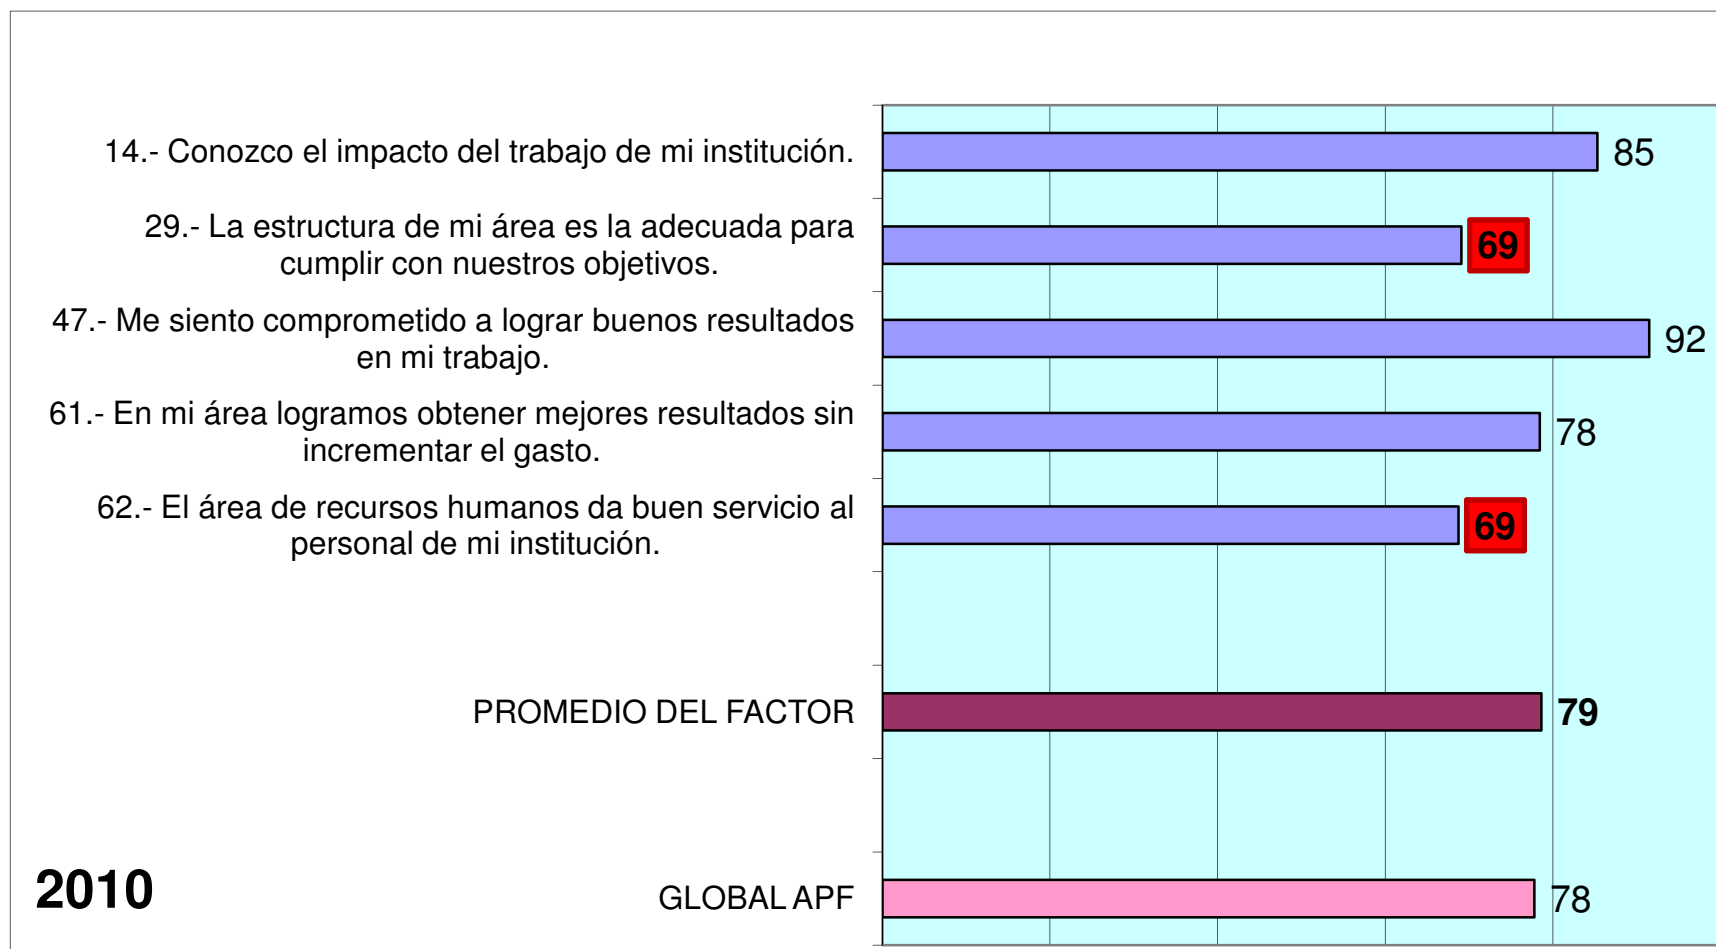 14.- Conozco el impacto del trabajo de mi institución.
85
29.- La estructura de mi área es la adecuada para
cumplir con nuestros objetivos.
69
47.- Me siento comprometido a lograr buenos resultados
en mi trabajo.
92
61.- En mi área logramos obtener mejores resultados sin
incrementar el gasto.
78
62.- El área de recursos humanos da buen servicio al
personal de mi institución.
69
PROMEDIO DEL FACTOR
79
2010
GLOBAL APF
78